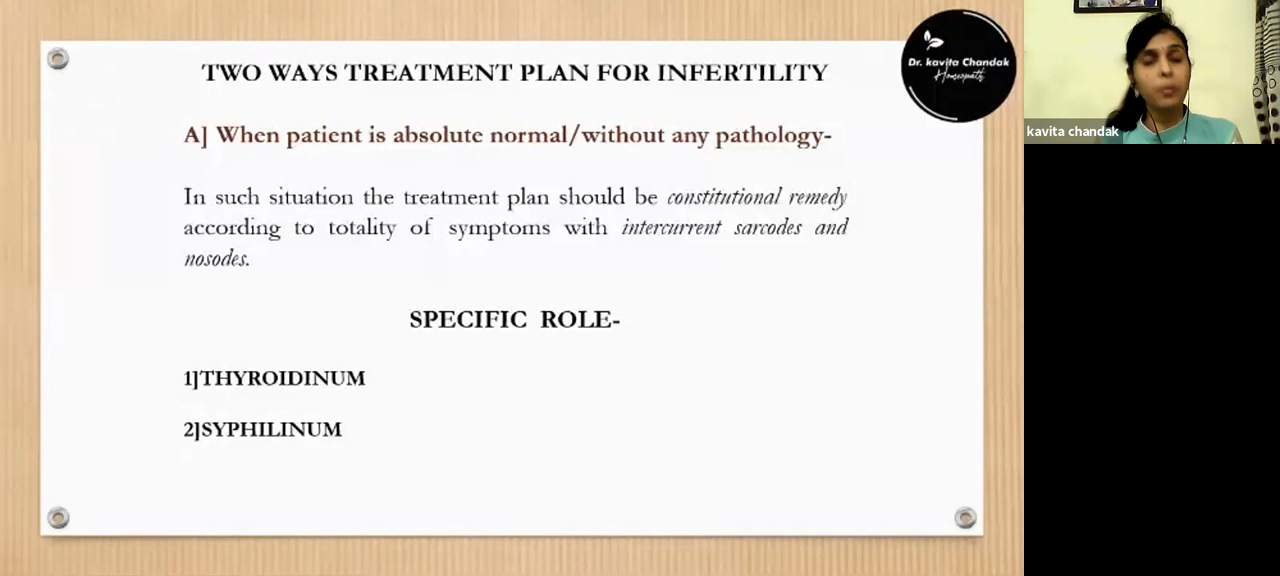 TWO WAYS TREATMENT PLAN FOR INFERTILITY
Dr. kavita Chandak
Homeopath
kavita chandak
A] When patient is absolute normal/without any pathology-
In such situation the treatment plan should be constitutional remedy
according to totality of symptoms with intercurrent sarcodes and
nosodes.
SPECIFIC ROLE-
1]THYROIDINUM
2]SYPHILINUM